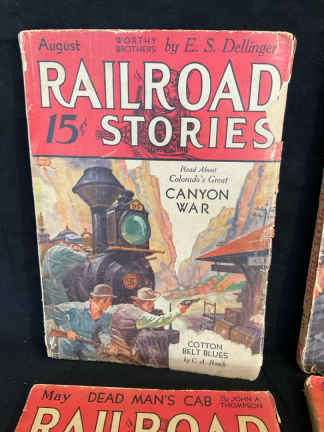 August
WORTHY
BROTHERS
by E. S. Dellinger
RAILROAD
15¢ STORIES
Read About
Colorado's Great
CANYON
WAR
COTTON
BELT BLUES
by C. A. Roach
May DEAD MAN'S CAB By JOHN A.
THOMPSON
RAILROAD